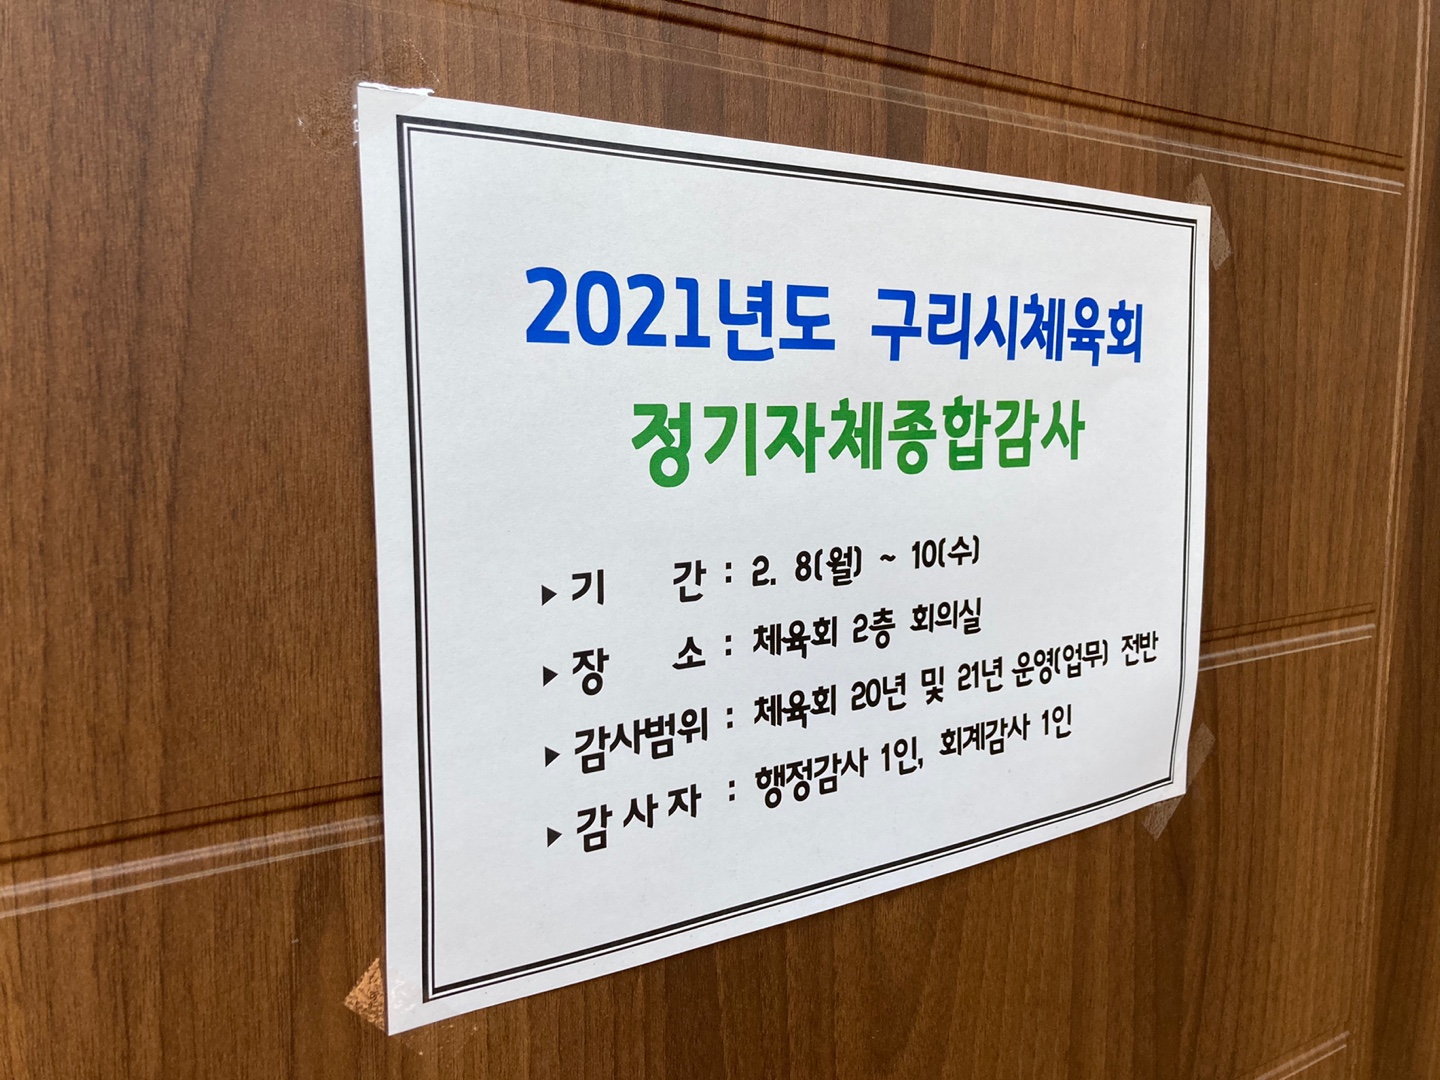 2021년도 구리시체육회
정기자체종합감사
▶기 간 : 2. 8(월) ~ 10(수)
▶장 소 : 체육회 2층 회의실
▶감사범위 : 체육회 20년 및 21년 운영(업무) 전반
▶감 사 자 : 행정감사 1인, 회계감사 1인